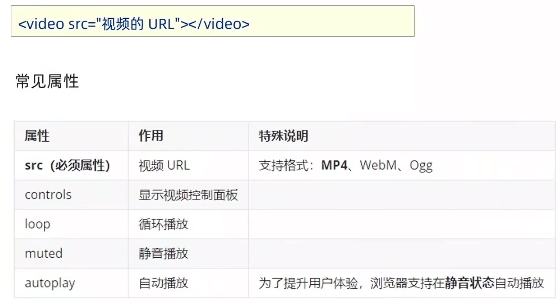 <video src="视频的 URL"></video>
常见属性
属性 作用 特殊说明
src（必须属性） 视频 URL 支持格式：MP4、WebM、Ogg
controls 显示视频控制面板
loop 循环播放
muted 静音播放
autoplay 自动播放 为了提升用户体验，浏览器支持在静音状态自动播放